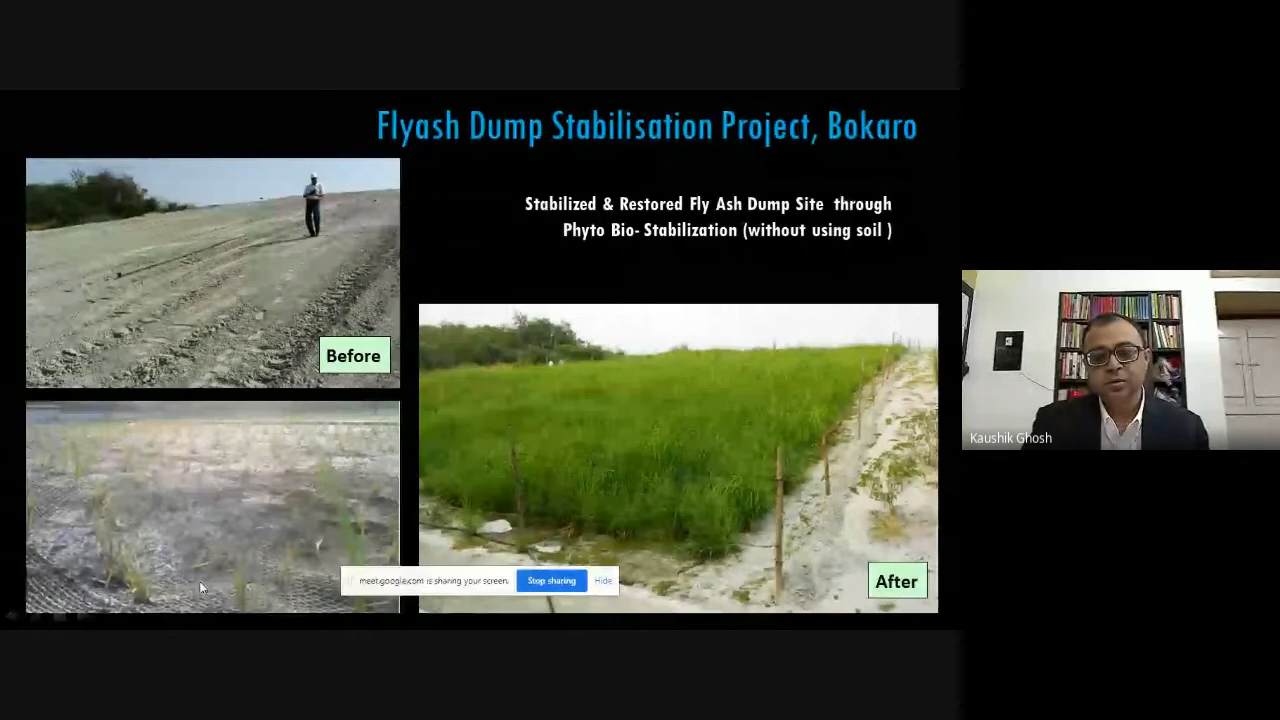 Flyash Dump Stabilisation Project, Bokaro
Stabilized & Restored Fly Ash Dump Site through
Phyto Bio- Stabilization (without using soil )
Before
After
meet.google.com is sharing your screen.
Stop sharing
Hide
Kaushik Ghosh